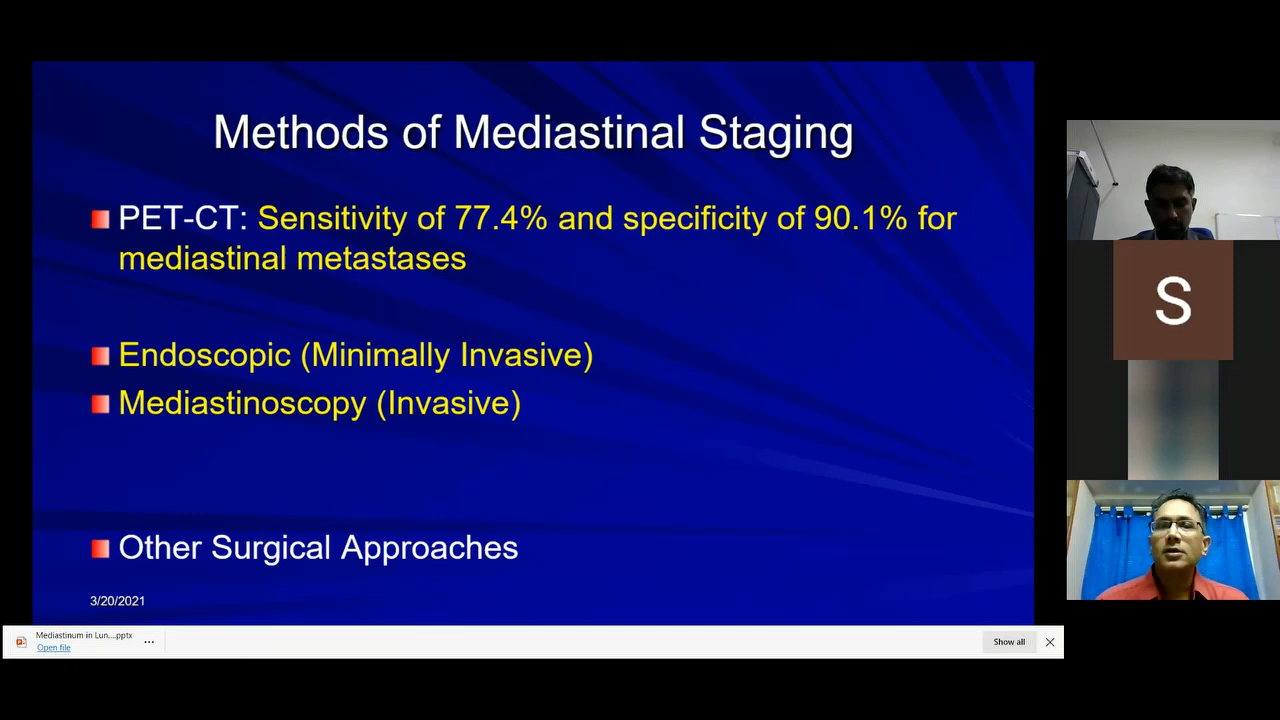 Methods of Mediastinal Staging
PET-CT: Sensitivity of 77.4% and specificity of 90.1% for
mediastinal metastases
Endoscopic (Minimally Invasive)
Mediastinoscopy (Invasive)
Other Surgical Approaches
3/20/2021
Mediastinum in Lun....pptx
Open file
Show all
S